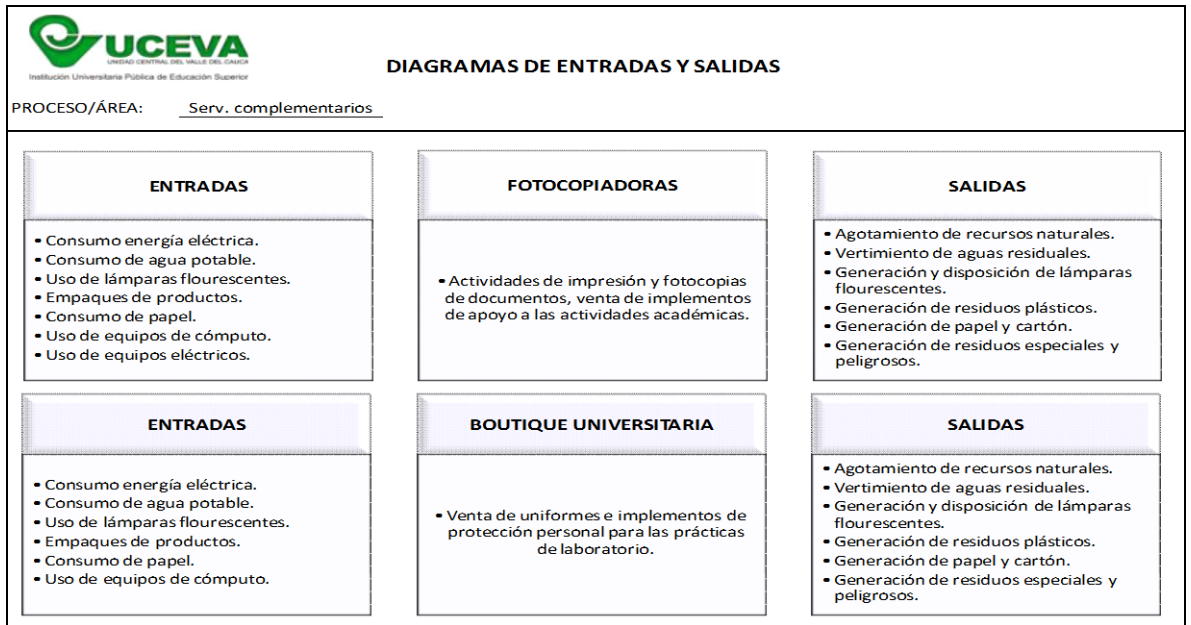 UCEVA
UNIDAD CENTRAL DEL VALLE DEL CAUCA
Institución Universitaria Pública de Educación Superior
DIAGRAMAS DE ENTRADAS Y SALIDAS
PROCESO/ÁREA: Serv. complementarios
ENTRADAS
• Consumo energía eléctrica.
• Consumo de agua potable.
• Uso de lámparas flourescentes.
• Empaques de productos.
• Consumo de papel.
• Uso de equipos de cómputo.
• Uso de equipos eléctricos.
FOTOCOPIADORAS
• Actividades de impresión y fotocopias
de documentos, venta de implementos
de apoyo a las actividades académicas.
SALIDAS
• Agotamiento de recursos naturales.
• Vertimiento de aguas residuales.
• Generación y disposición de lámparas
flourescentes.
• Generación de residuos plásticos.
• Generación de papel y cartón.
• Generación de residuos especiales y
peligrosos.
ENTRADAS
• Consumo energía eléctrica.
• Consumo de agua potable.
• Uso de lámparas flourescentes.
• Empaques de productos.
• Consumo de papel.
• Uso de equipos de cómputo.
BOUTIQUE UNIVERSITARIA
• Venta de uniformes e implementos de
protección personal para las prácticas
de laboratorio.
SALIDAS
• Agotamiento de recursos naturales.
• Vertimiento de aguas residuales.
• Generación y disposición de lámparas
flourescentes.
• Generación de residuos plásticos.
• Generación de papel y cartón.
• Generación de residuos especiales y
peligrosos.